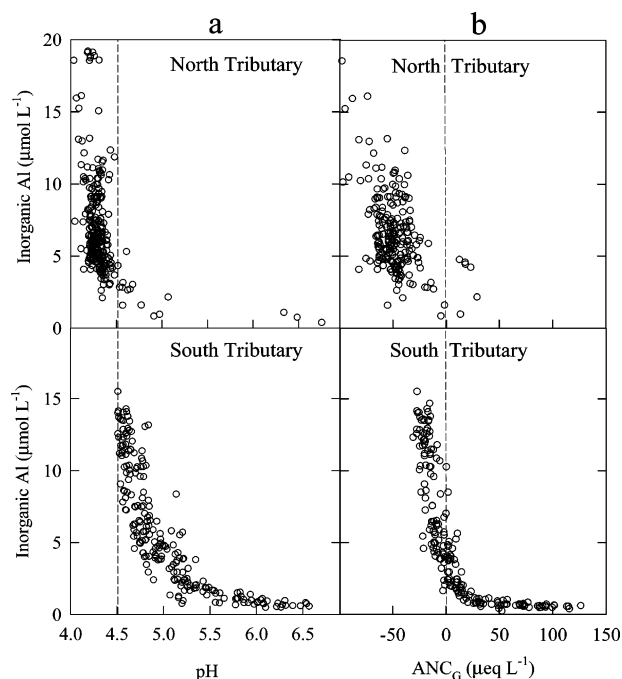 a b
20
15
10
5
0
Inorganic Al (μmol L⁻¹)
North Tributary
North Tributary
15
10
5
0
Inorganic Al (μmol L⁻¹)
South Tributary
South Tributary
4.0 4.5 5.0 5.5 6.0 6.5
-50 0 50 100 150
pH
ANC_G (μeq L⁻¹)